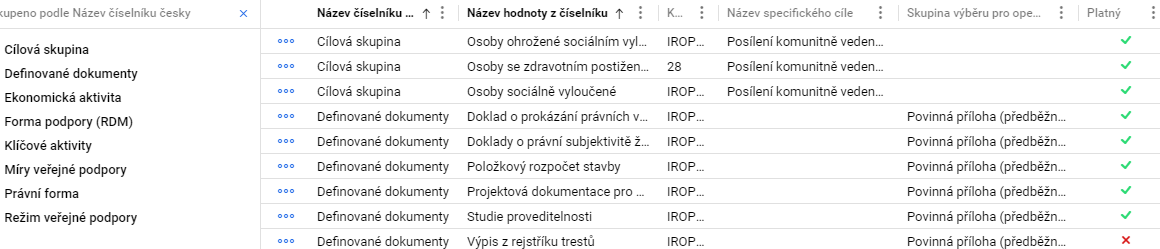 kupeno podle Název číselníku česky
Cílová skupina
Definované dokumenty
Ekonomická aktivita
Forma podpory (RDM)
Klíčové aktivity
Míry veřejné podpory
Právní forma
Režim veřejné podpory
Název číselníku ... Název hodnoty z číselníku K... Název specifického cíle Skupina výběru pro ope... Platný
Cílová skupina Osoby ohrožené sociálním vyl... IROP... Posílení komunitně veden...
Cílová skupina Osoby se zdravotním postižen... 28 Posílení komunitně veden...
Cílová skupina Osoby sociálně vyloučené IROP... Posílení komunitně veden...
Definované dokumenty Doklad o prokázání právních v... IROP... Povinná příloha (předběžn...
Definované dokumenty Doklady o právní subjektivitě ž... IROP... Povinná příloha (předběžn...
Definované dokumenty Položkový rozpočet stavby IROP... Povinná příloha (předběžn...
Definované dokumenty Projektová dokumentace pro ... IROP... Povinná příloha (předběžn...
Definované dokumenty Studie proveditelnosti IROP... Povinná příloha (předběžn...
Definované dokumenty Výpis z rejstříku trestů IROP... Povinná příloha (předběžn...